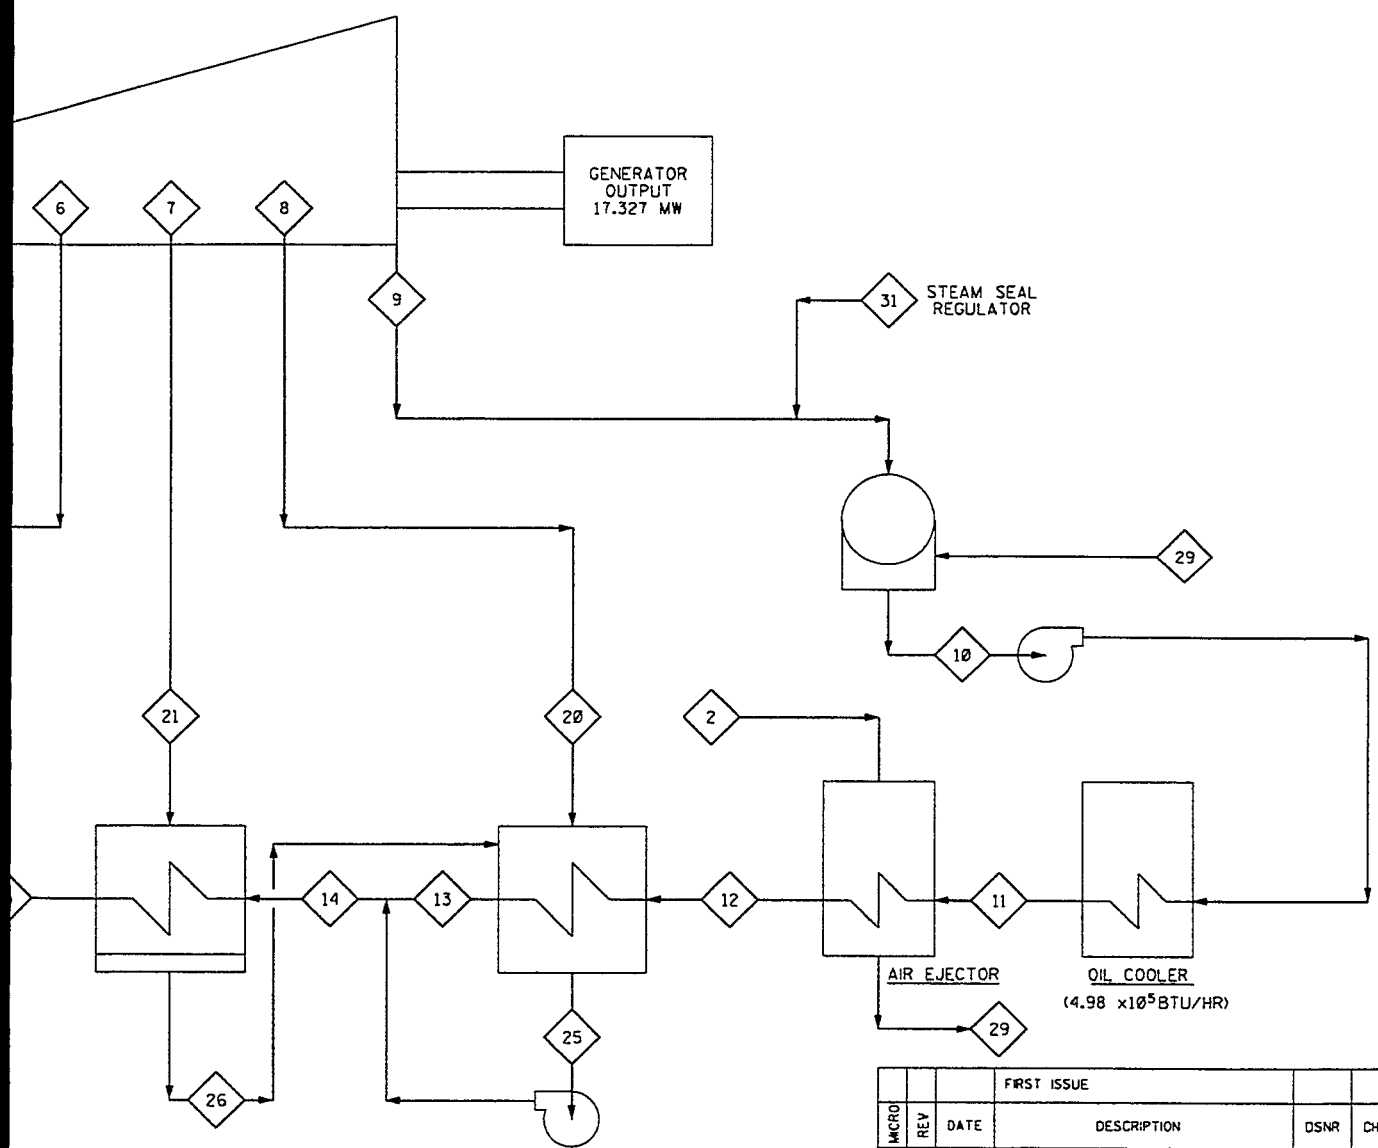 GENERATOR
OUTPUT
17.327 MW
6
7
8
9
31
STEAM SEAL
REGULATOR
29
10
21
20
2
14
13
12
11
AIR EJECTOR
OIL COOLER
(4.98 x10⁵BTU/HR)
25
29
26
FIRST ISSUE
MICRO
REV
DATE
DESCRIPTION
DSNR